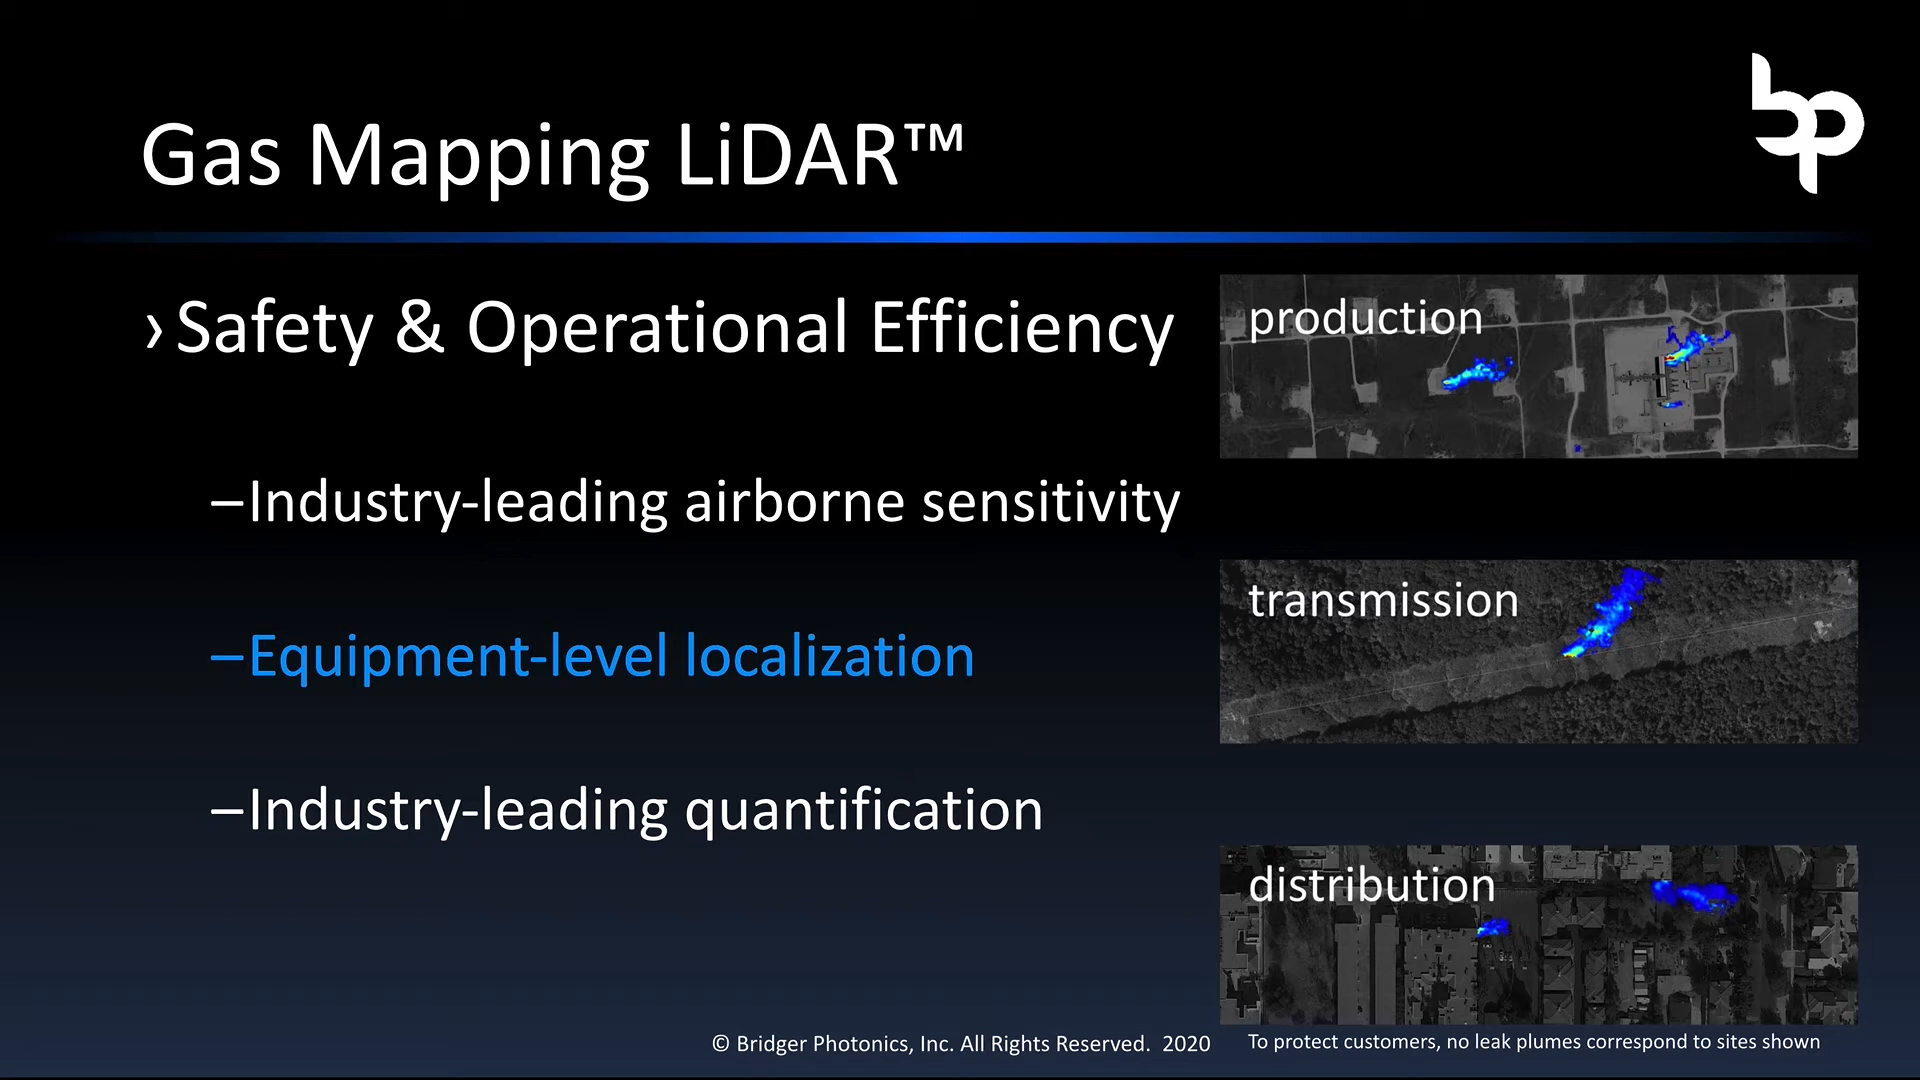 Gas Mapping LiDAR™
bp
› Safety & Operational Efficiency
–Industry-leading airborne sensitivity
–Equipment-level localization
–Industry-leading quantification
production
transmission
distribution
© Bridger Photonics, Inc. All Rights Reserved. 2020
To protect customers, no leak plumes correspond to sites shown